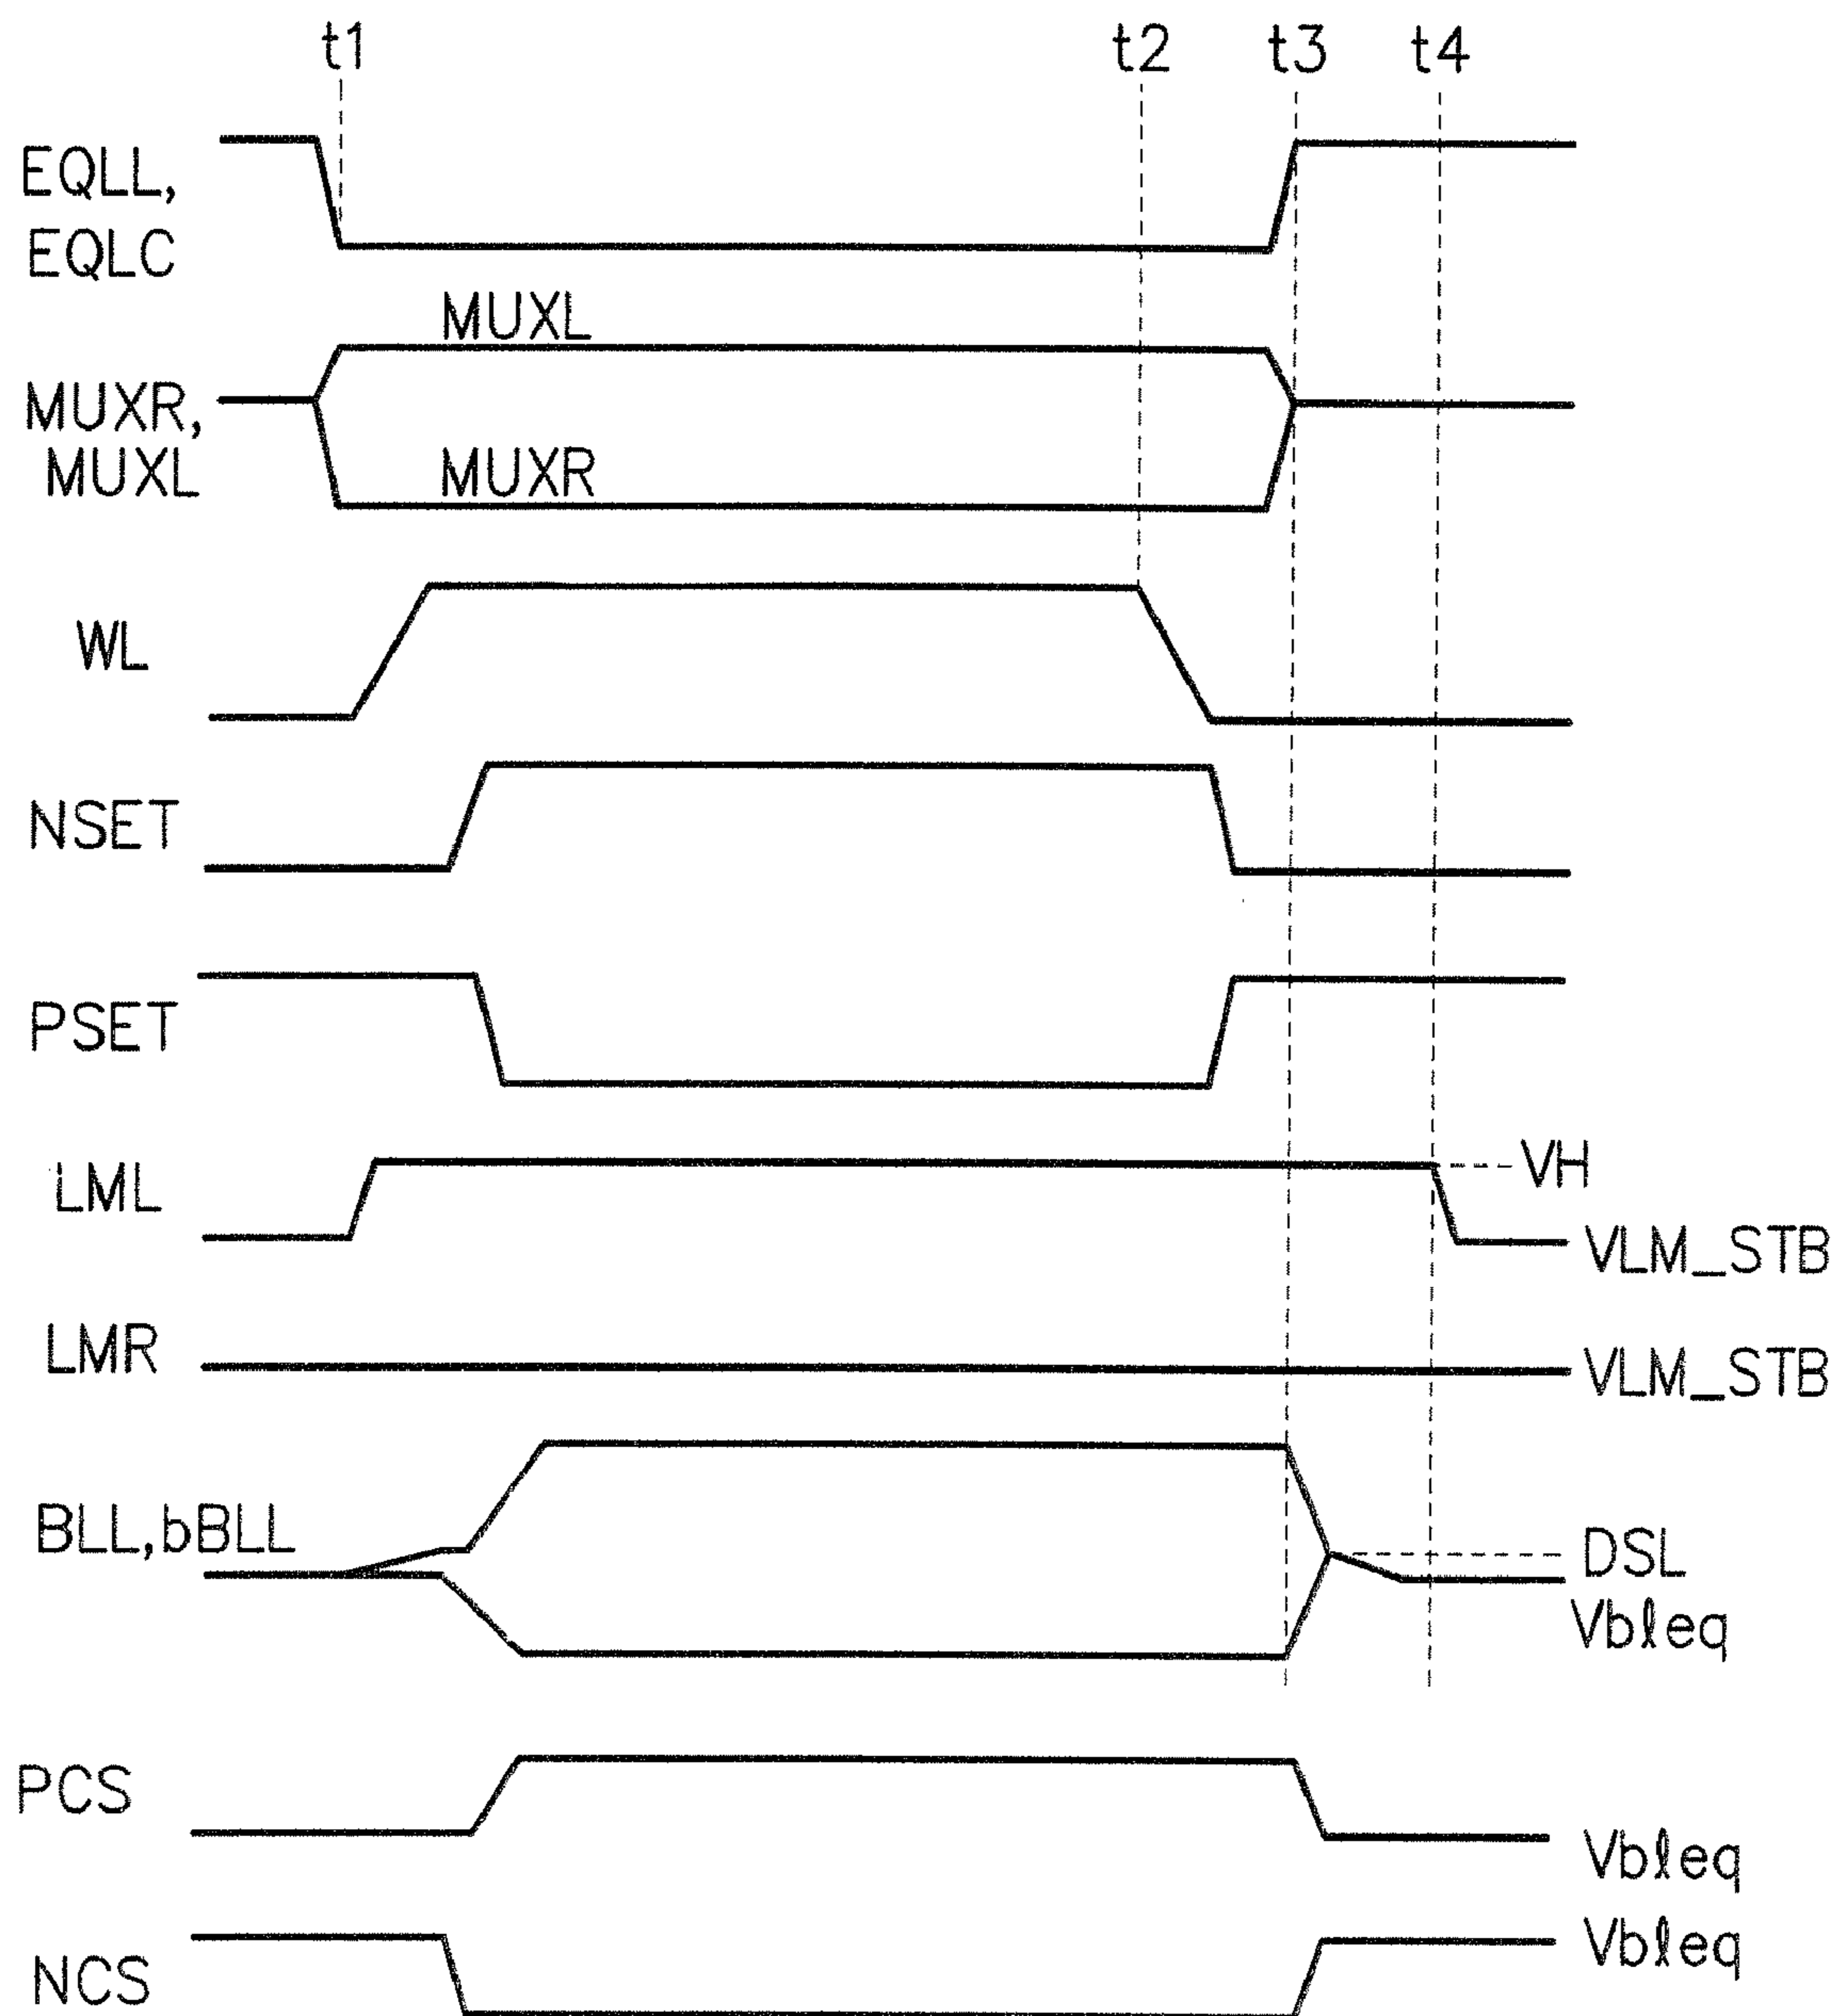 t1 t2 t3 t4
EQLL,
EQLC
MUXL
MUXR,
MUXL
MUXR
WL
NSET
PSET
LML
VH
VLM_STB
LMR
VLM_STB
BLL,bBLL
DSL
Vbleq
PCS
Vbleq
NCS
Vbleq